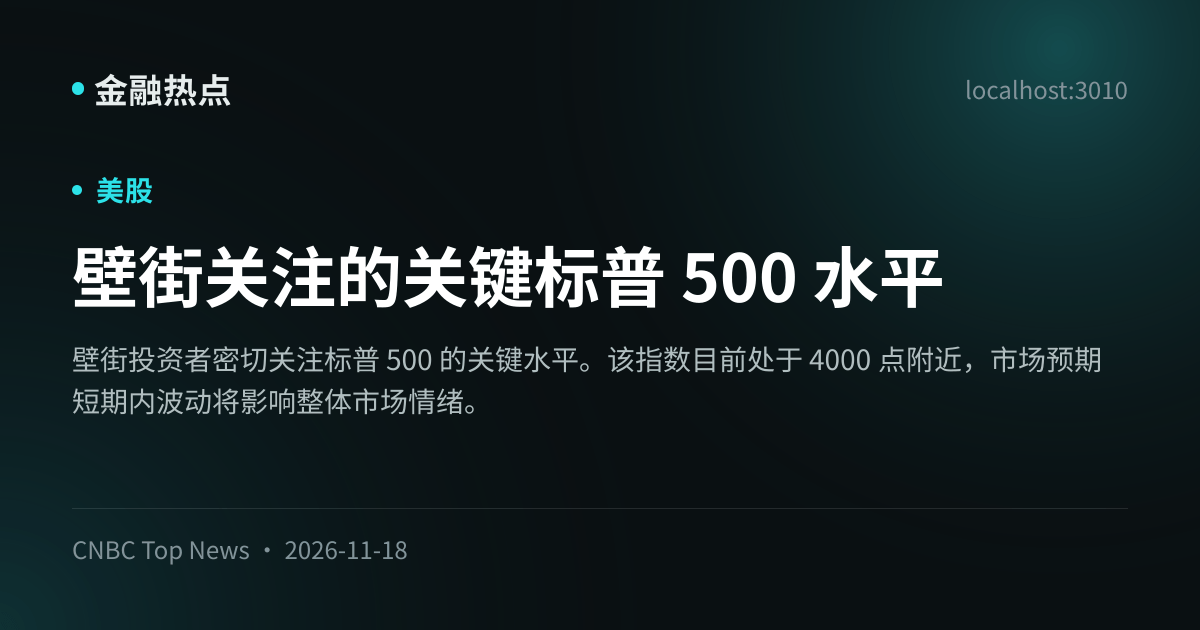 金融热点
localhost:3010
美股
壁街关注的关键标普 500 水平
壁街投资者密切关注标普 500 的关键水平。该指数目前处于 4000 点附近，市场预期
短期内波动将影响整体市场情绪。
CNBC Top News · 2026-11-18